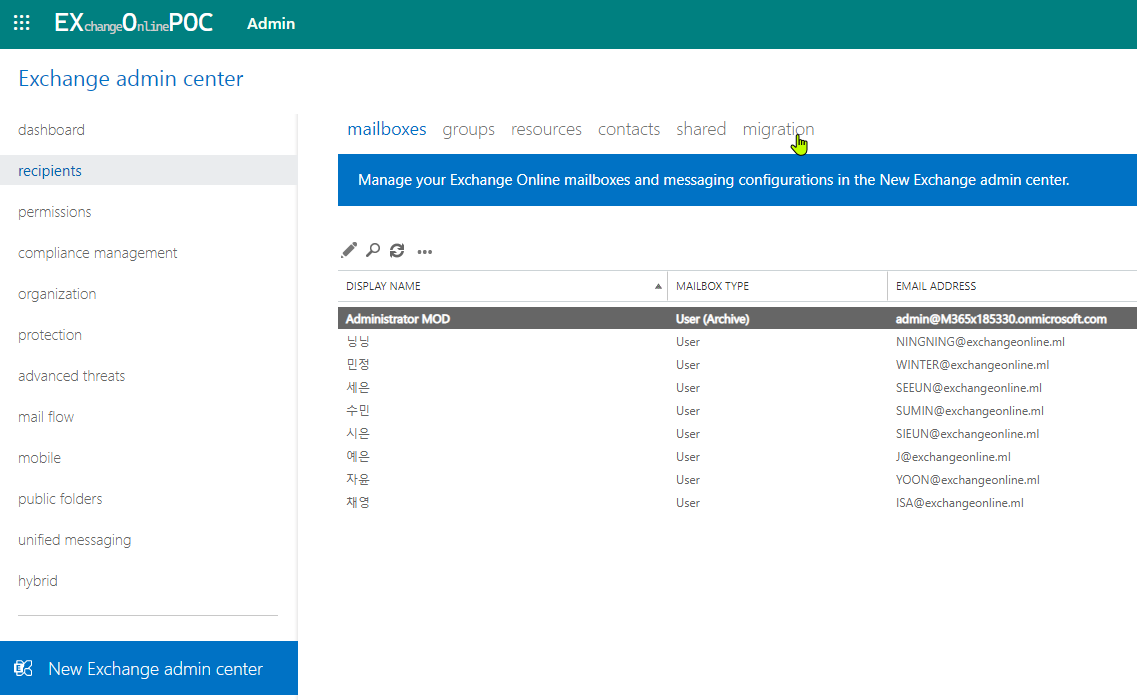 EXchangeOnlinePOC Admin
Exchange admin center
dashboard
recipients
permissions
compliance management
organization
protection
advanced threats
mail flow
mobile
public folders
unified messaging
hybrid
New Exchange admin center
mailboxes groups resources contacts shared migration
Manage your Exchange Online mailboxes and messaging configurations in the New Exchange admin center.
DISPLAY NAME MAILBOX TYPE EMAIL ADDRESS
Administrator MOD User (Archive) admin@M365x185330.onmicrosoft.com
닝닝 User NINGNING@exchangeonline.ml
민정 User WINTER@exchangeonline.ml
세은 User SEEUN@exchangeonline.ml
수민 User SUMIN@exchangeonline.ml
시은 User SIEUN@exchangeonline.ml
예은 User J@exchangeonline.ml
자윤 User YOON@exchangeonline.ml
채영 User ISA@exchangeonline.ml